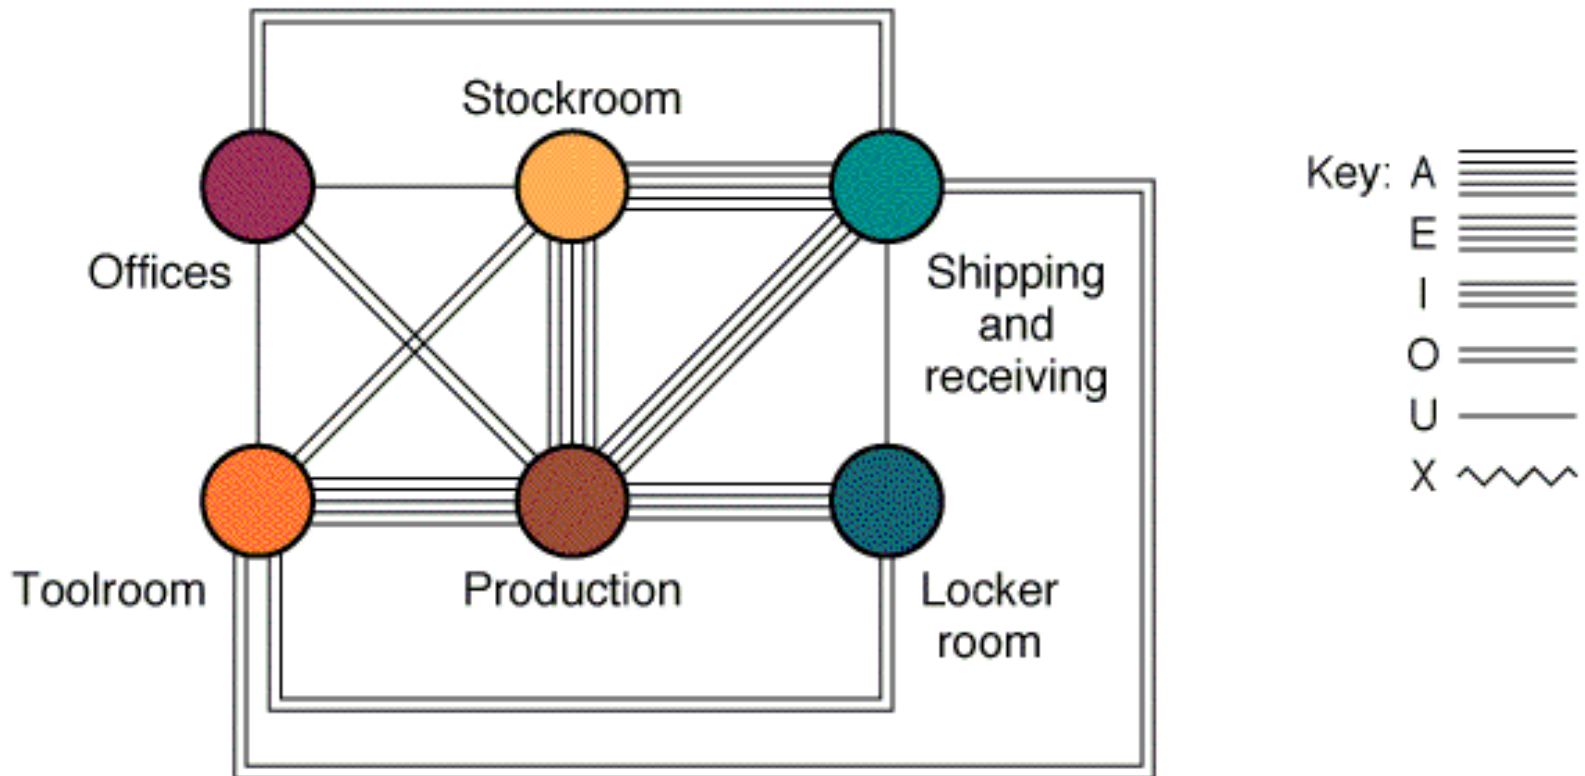 Stockroom
Offices
Shipping
and
receiving
Toolroom
Production
Locker
room
Key: A
E
I
O
U
X